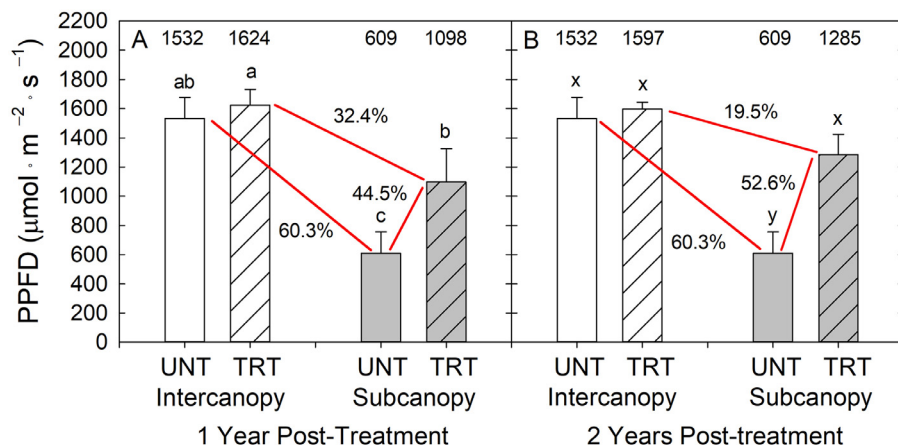 PPFD (μmol · m⁻² · s⁻¹)
2200
2000
1800
1600
1400
1200
1000
800
600
400
200
0
A
1532 1624 609 1098
ab a b c
32.4%
44.5%
60.3%
UNT TRT UNT TRT
Intercanopy Subcanopy
1 Year Post-Treatment
B
1532 1597 609 1285
x x x y
19.5%
52.6%
60.3%
UNT TRT UNT TRT
Intercanopy Subcanopy
2 Years Post-treatment